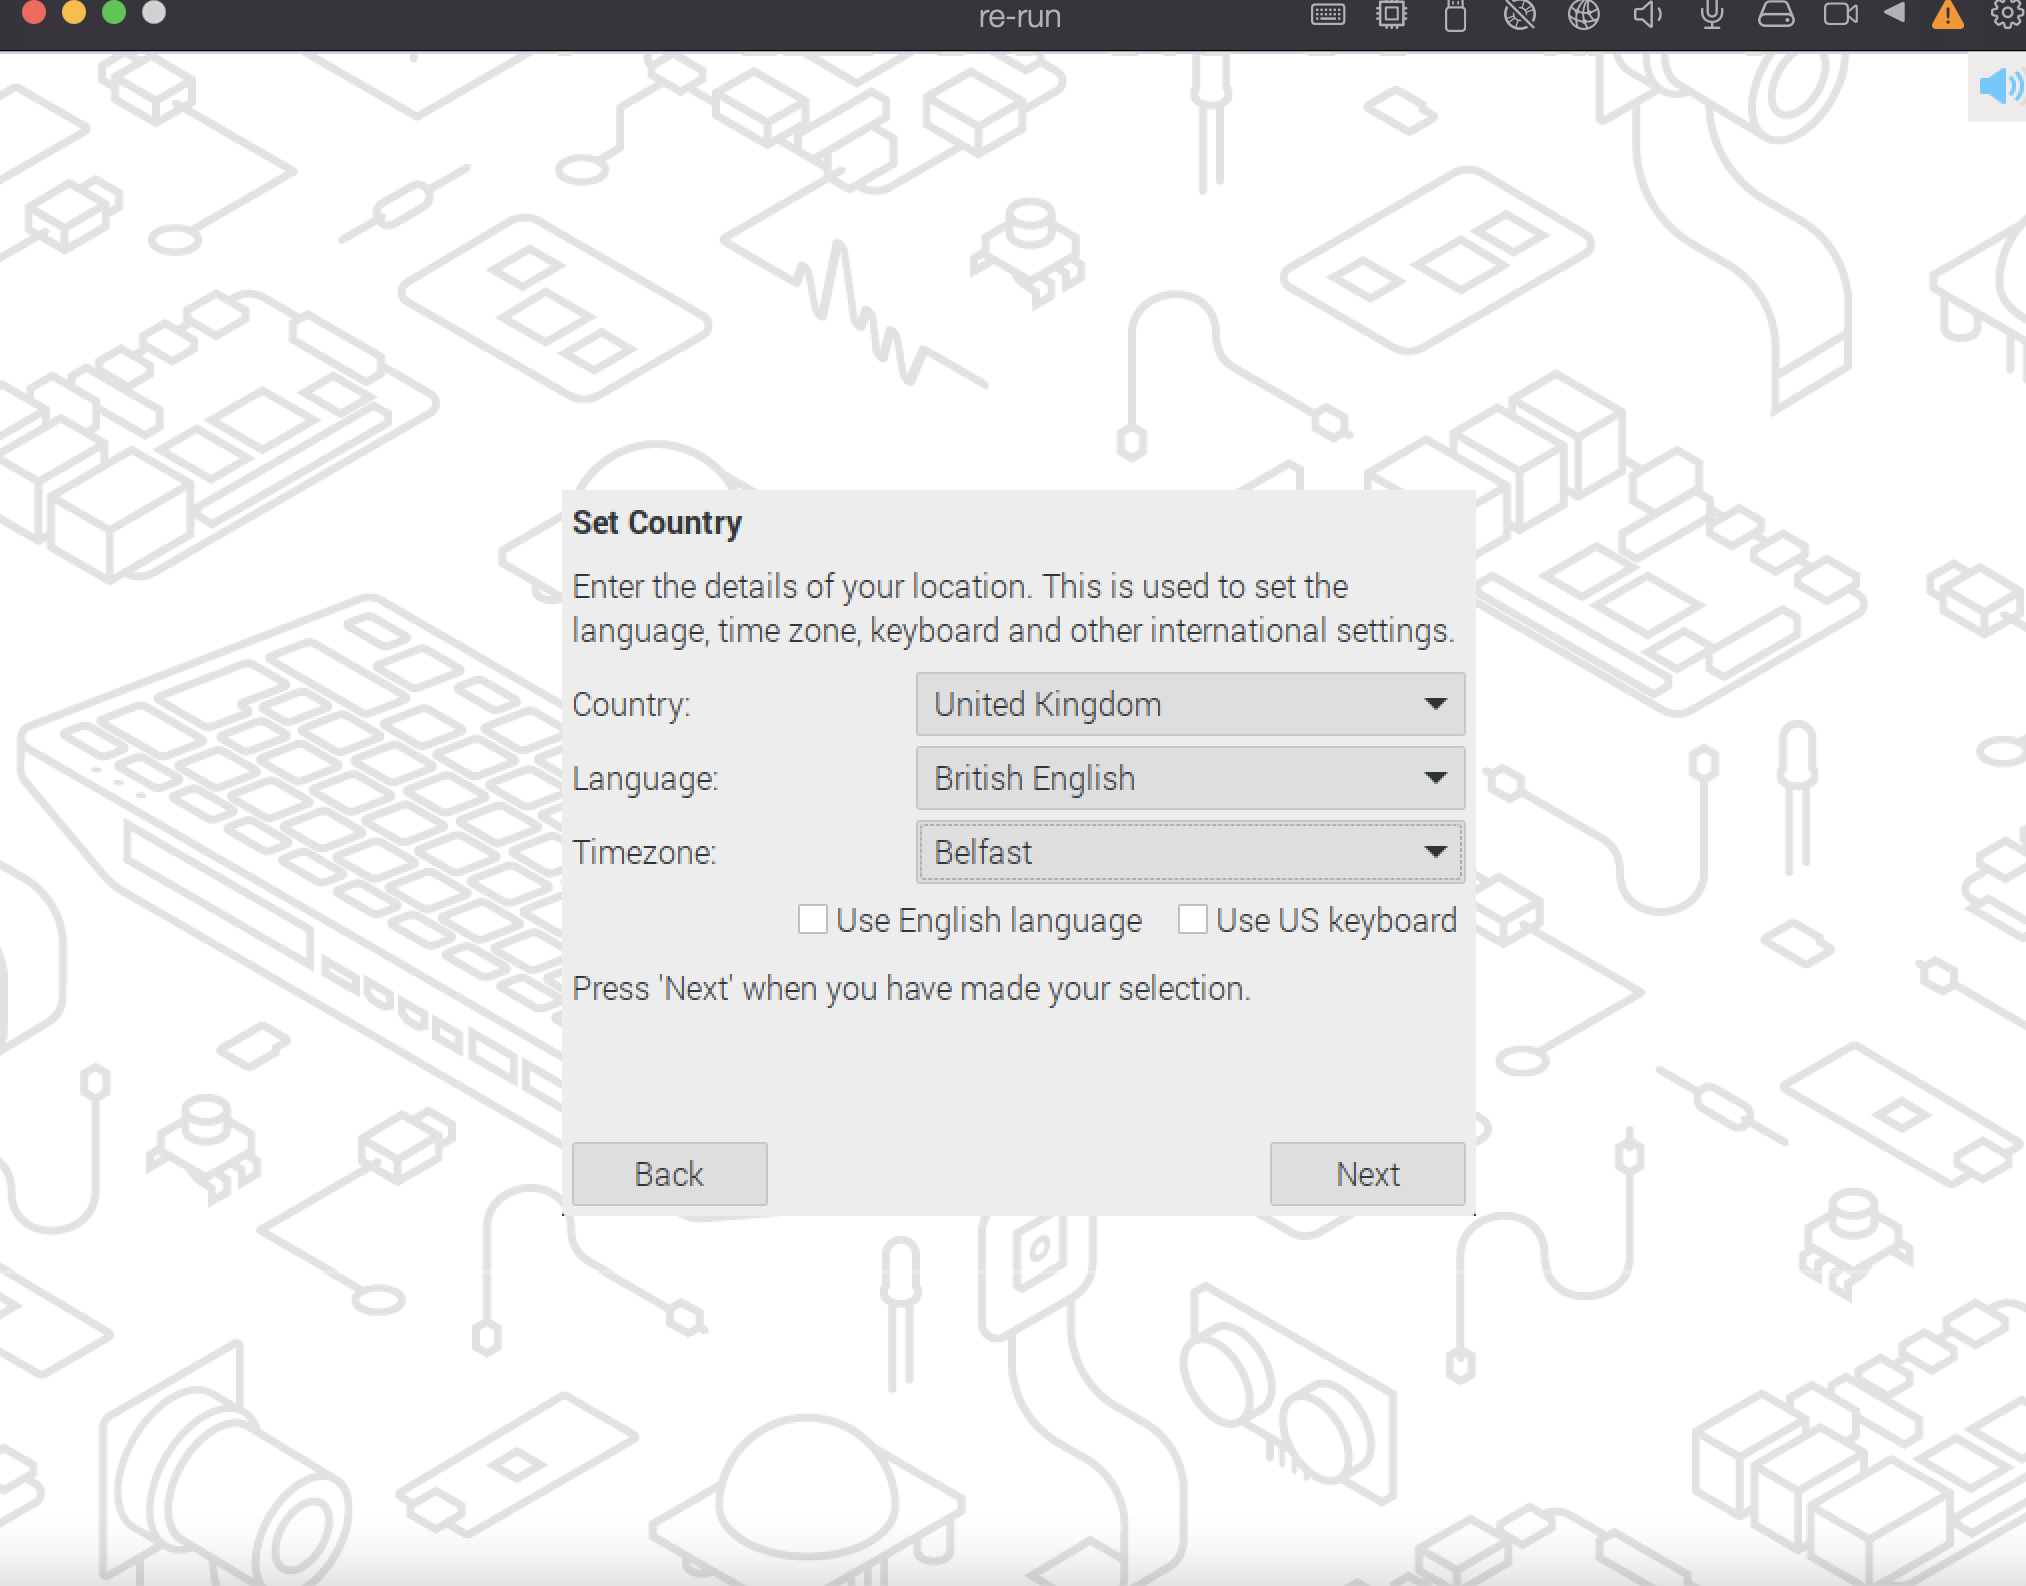 re-run
Set Country
Enter the details of your location. This is used to set the
language, time zone, keyboard and other international settings.
Country: United Kingdom
Language: British English
Timezone: Belfast
Use English language Use US keyboard
Press 'Next' when you have made your selection.
Back Next